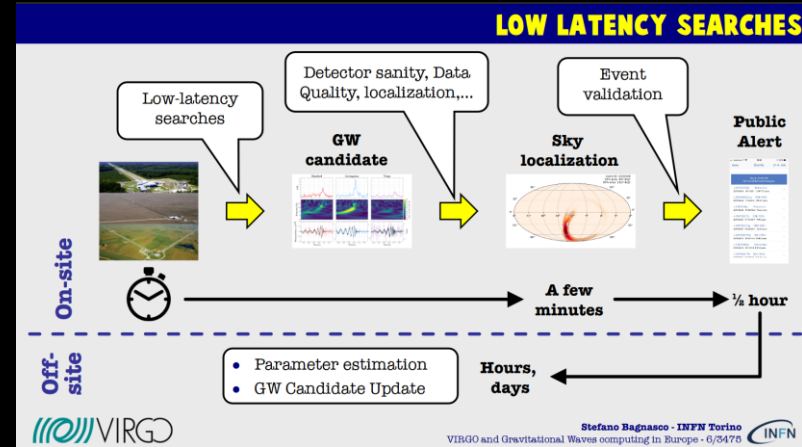 LOW LATENCY SEARCHES
Low-latency
searches
Detector sanity, Data
Quality, localization,...
Event
validation
GW
candidate
Sky
localization
Public
Alert
On-site
A few
minutes
½ hour
Off-
site
• Parameter estimation
• GW Candidate Update
Hours,
days
VIRGO
Stefano Bagnasco - INFN Torino
VIRGO and Gravitational Waves computing in Europe - 6/3475
INFN